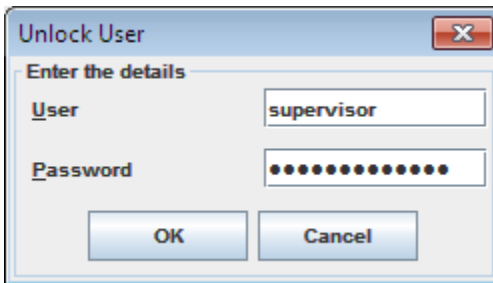 Unlock User
Enter the details
User
supervisor
Password
●●●●●●●●●●●●●
OK
Cancel